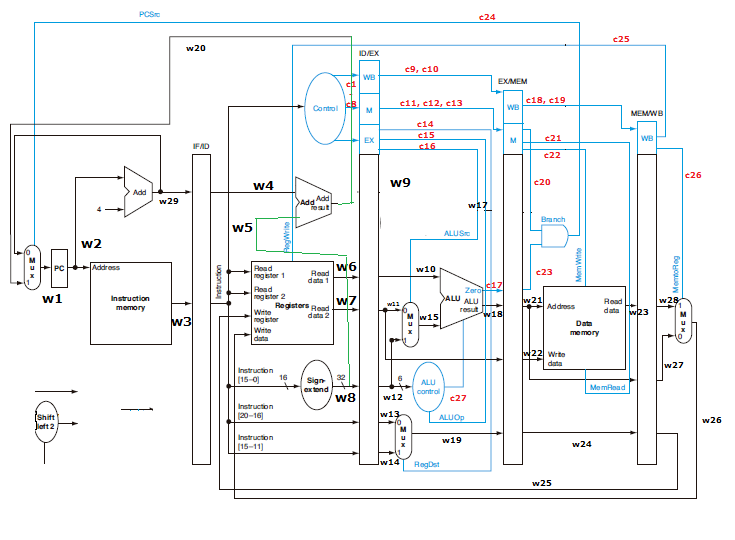 PCSrc
c24
w20
c25
ID/EX
WB
c9, c10
EX/MEM
c1
c8
Control
M
c11, c12, c13
WB
c18, c19
MEM/WB
c14
EX
c15
c16
M
c21
c22
WB
IF/ID
w4
Add
Add
result
w9
w17
c20
c26
Add
w29
4
w5
RegWrite
ALUSrc
Branch
w2
0
M
u
x
1
PC
w1
Address
Instruction
memory
w3
Instruction
Read
register 1
Read
register 2
Write
register
Write
data
Registers
Read
data 1
Read
data 2
w6
w7
w10
w11
0
M
u
x
1
w15
ALU
Zero
ALU
result
c17
w18
c23
MemWrite
w21
w22
Address
Write
data
Data
memory
Read
data
w23
MemtoReg
w28
1
M
u
x
0
w27
MemRead
Instruction
[15–0]
16
Sign-
extend
32
w8
6
w12
ALU
control
c27
ALUOp
Instruction
[20–16]
w13
Instruction
[15–11]
w14
0
M
u
x
1
w19
RegDst
w24
w26
w25
Shift
left 2